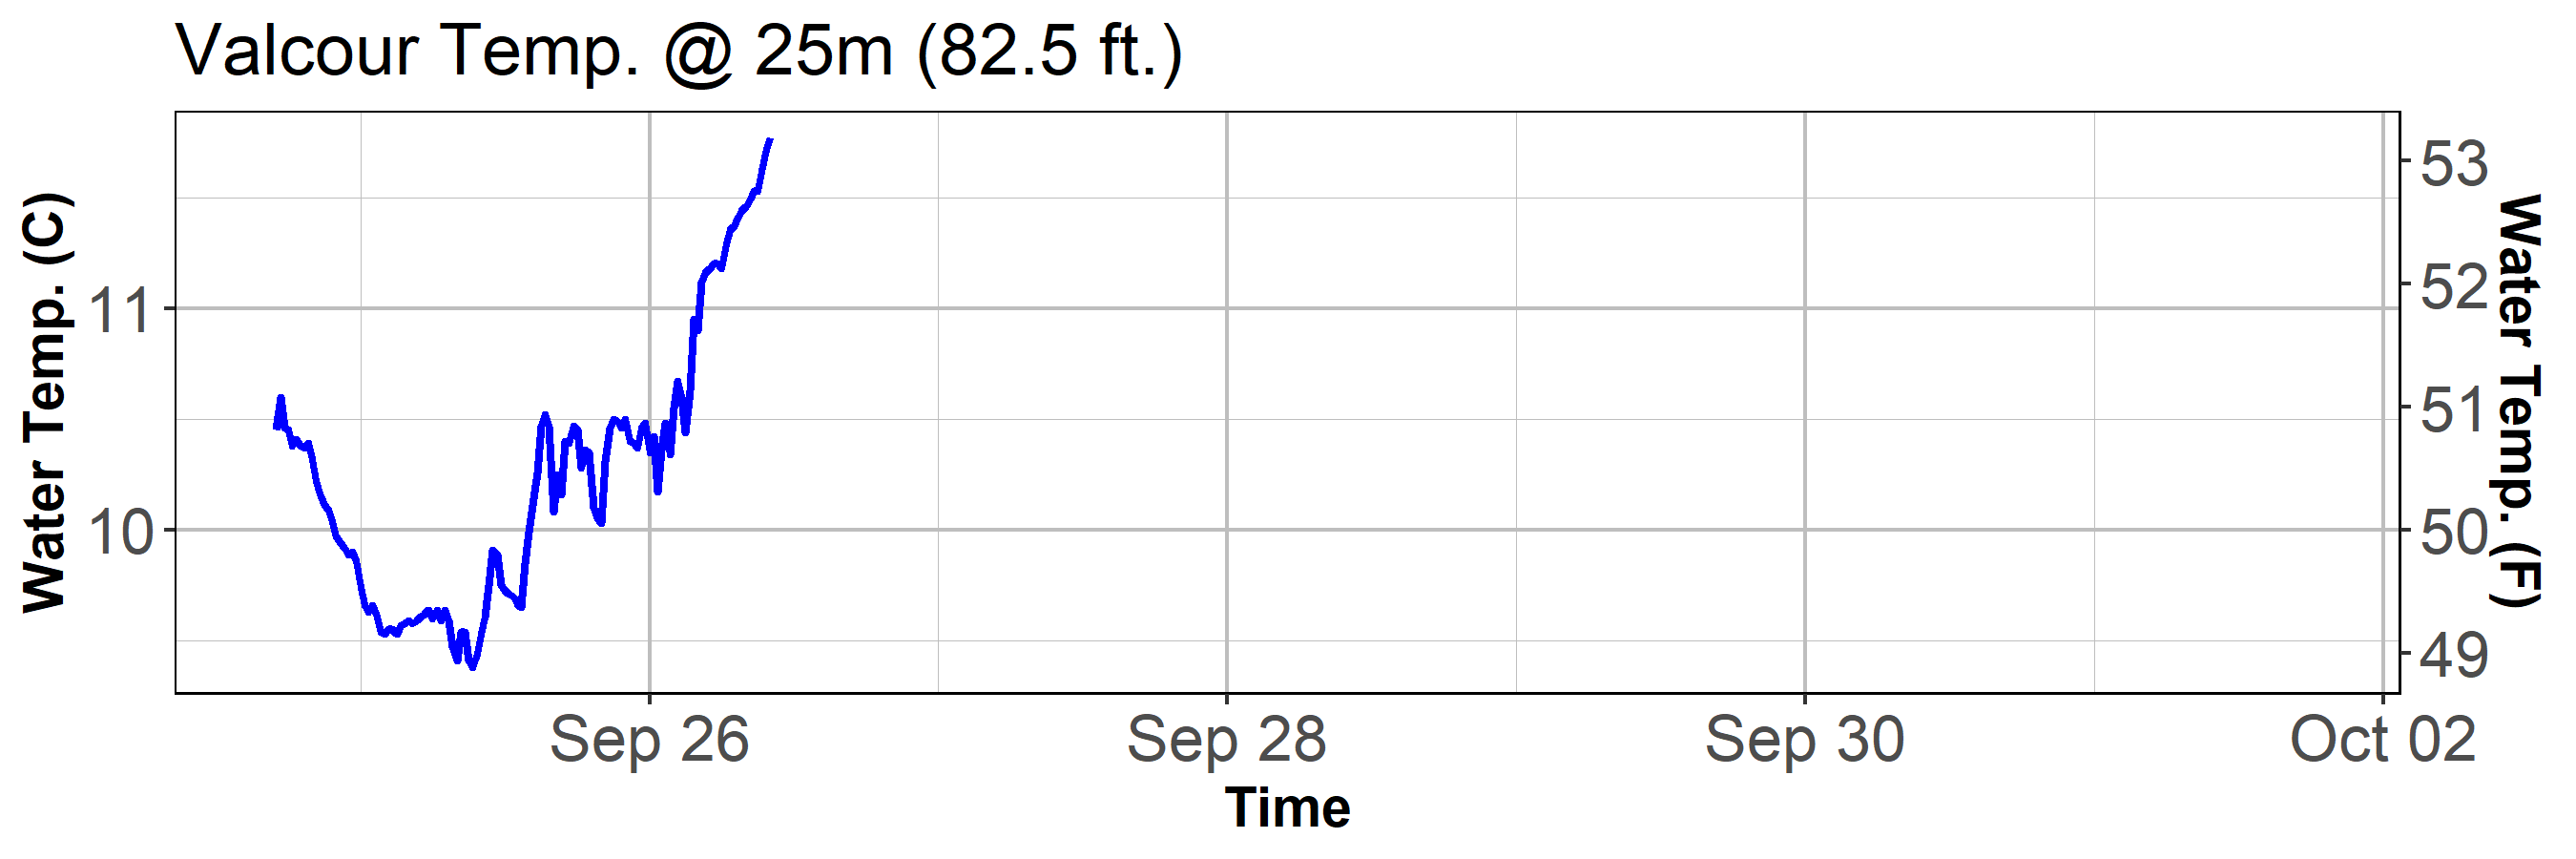 Valcour Temp. @ 25m (82.5 ft.)
Water Temp. (C)
11
10
53
52
51
50
49
Water Temp. (F)
Sep 26
Sep 28
Sep 30
Oct 02
Time